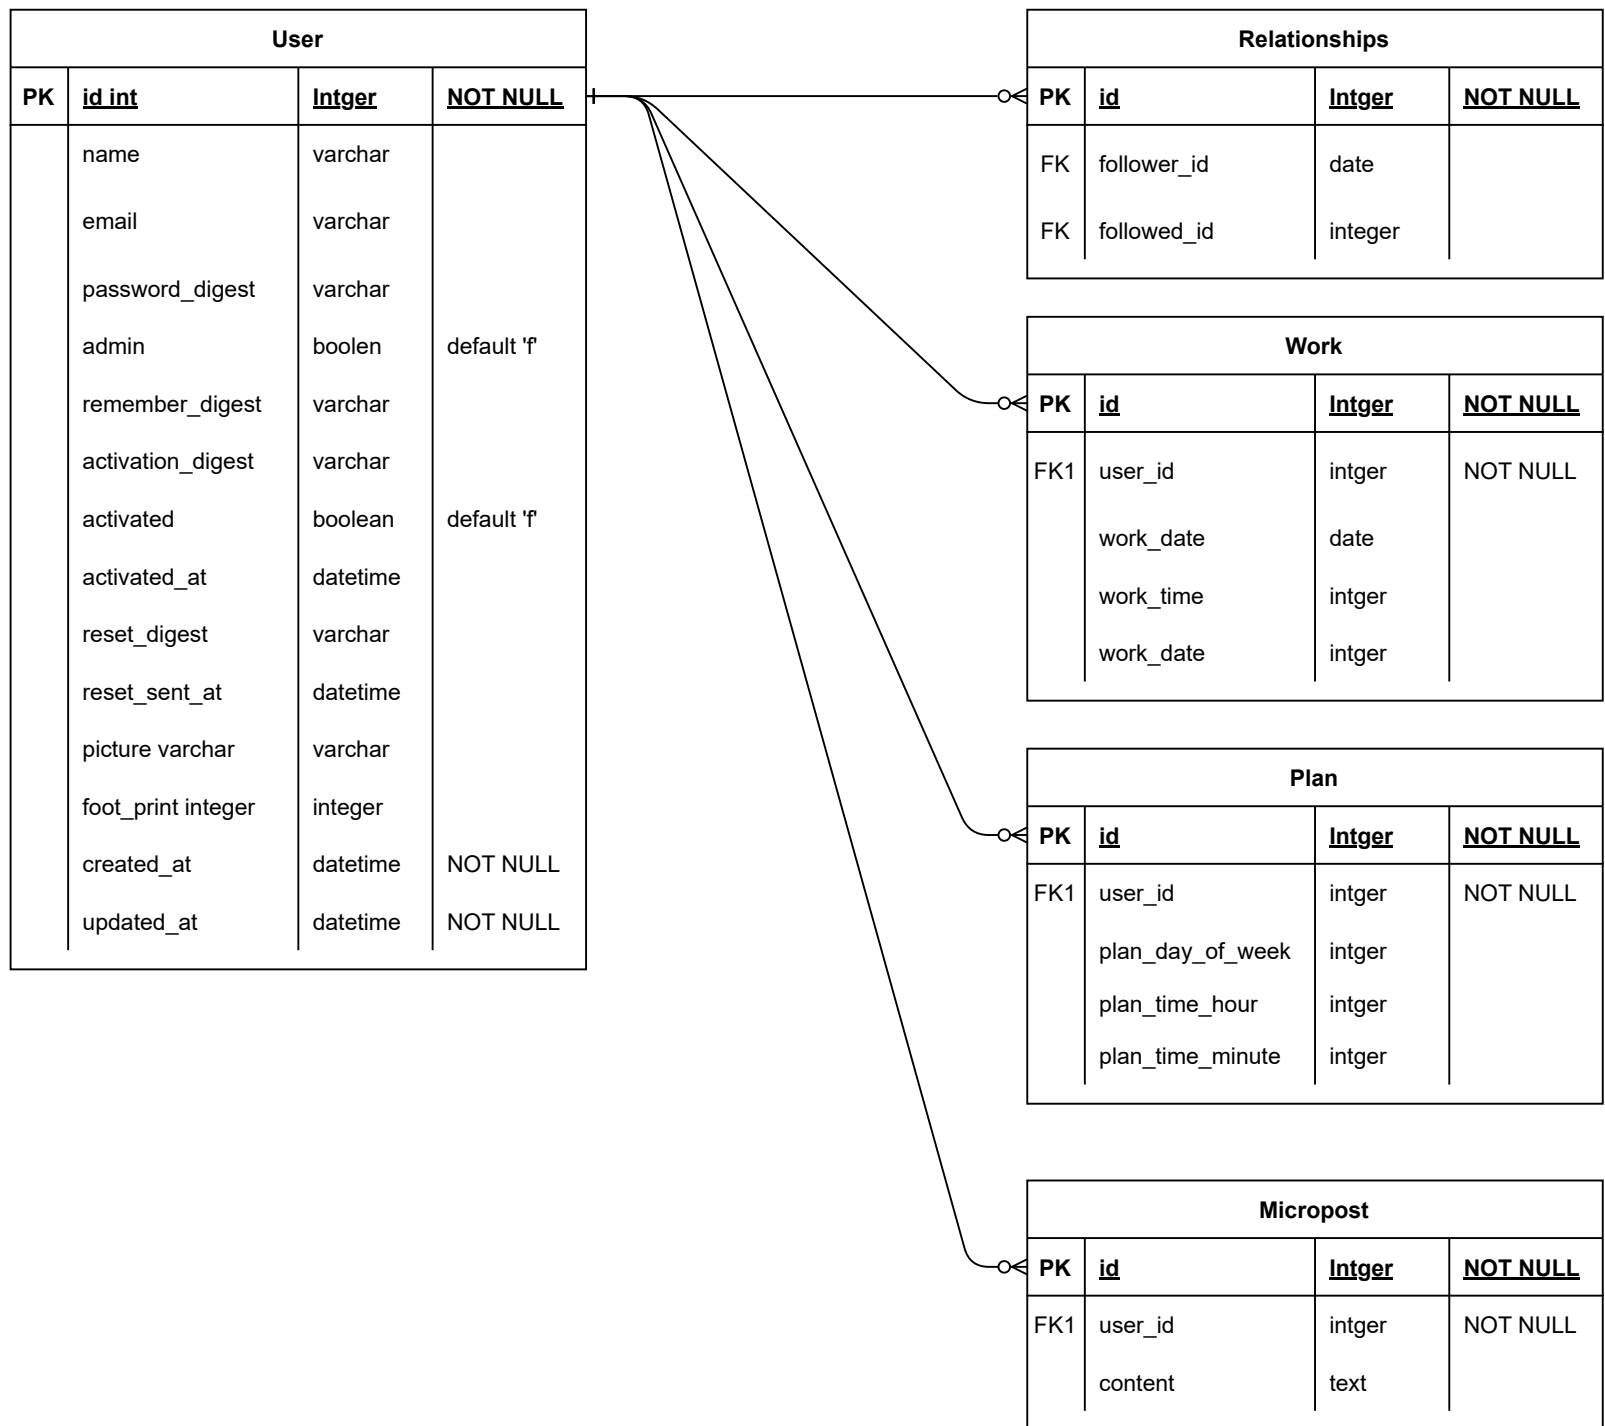 User
PK id int Intger NOT NULL
name varchar
email varchar
password_digest varchar
admin boolen default 'f'
remember_digest varchar
activation_digest varchar
activated boolean default 'f'
activated_at datetime
reset_digest varchar
reset_sent_at datetime
picture varchar varchar
foot_print integer integer
created_at datetime NOT NULL
updated_at datetime NOT NULL
Relationships
PK id Intger NOT NULL
FK follower_id date
FK followed_id integer
Work
PK id Intger NOT NULL
FK1 user_id intger NOT NULL
work_date date
work_time intger
work_date intger
Plan
PK id Intger NOT NULL
FK1 user_id intger NOT NULL
plan_day_of_week intger
plan_time_hour intger
plan_time_minute intger
Micropost
PK id Intger NOT NULL
FK1 user_id intger NOT NULL
content text